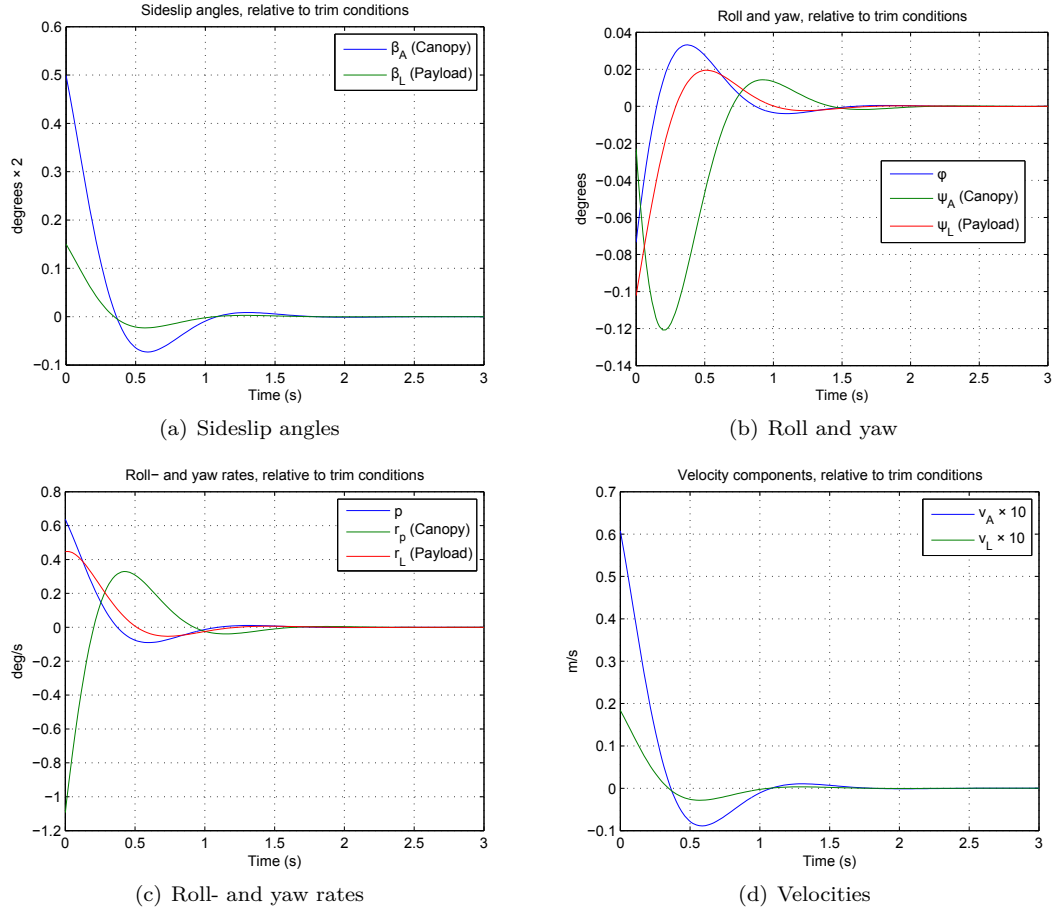 Sideslip angles, relative to trim conditions
0.6
0.5
0.4
0.3
0.2
0.1
0
−0.1
degrees × 2
β_A (Canopy)
β_L (Payload)
0 0.5 1 1.5 2 2.5 3
Time (s)
(a) Sideslip angles
Roll and yaw, relative to trim conditions
0.04
0.02
0
−0.02
−0.04
−0.06
−0.08
−0.1
−0.12
−0.14
degrees
φ
ψ_A (Canopy)
ψ_L (Payload)
0 0.5 1 1.5 2 2.5 3
Time (s)
(b) Roll and yaw
Roll− and yaw rates, relative to trim conditions
0.8
0.6
0.4
0.2
0
−0.2
−0.4
−0.6
−0.8
−1
−1.2
deg/s
p
r_p (Canopy)
r_L (Payload)
0 0.5 1 1.5 2 2.5 3
Time (s)
(c) Roll- and yaw rates
Velocity components, relative to trim conditions
0.7
0.6
0.5
0.4
0.3
0.2
0.1
0
−0.1
m/s
v_A × 10
v_L × 10
0 0.5 1 1.5 2 2.5 3
Time (s)
(d) Velocities